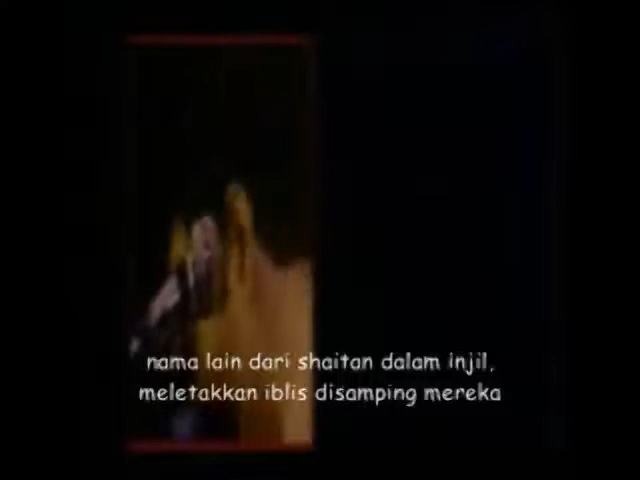 nama lain dari shaitan dalam injil,
meletakkan iblis disamping mereka